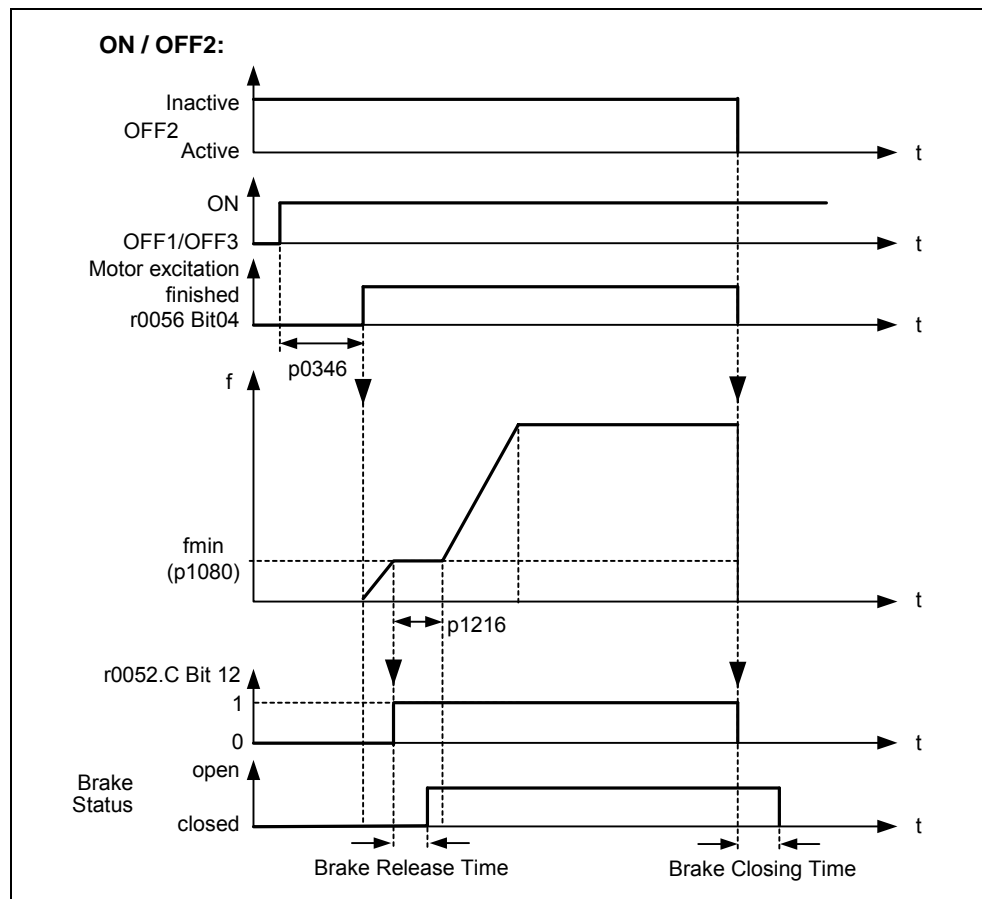 ON / OFF2:
Inactive
OFF2
Active
t
ON
OFF1/OFF3
t
Motor excitation
finished
r0056 Bit04
t
p0346
f
fmin
(p1080)
t
p1216
r0052.C Bit 12
1
0
t
open
Brake
Status
closed
t
Brake Release Time
Brake Closing Time